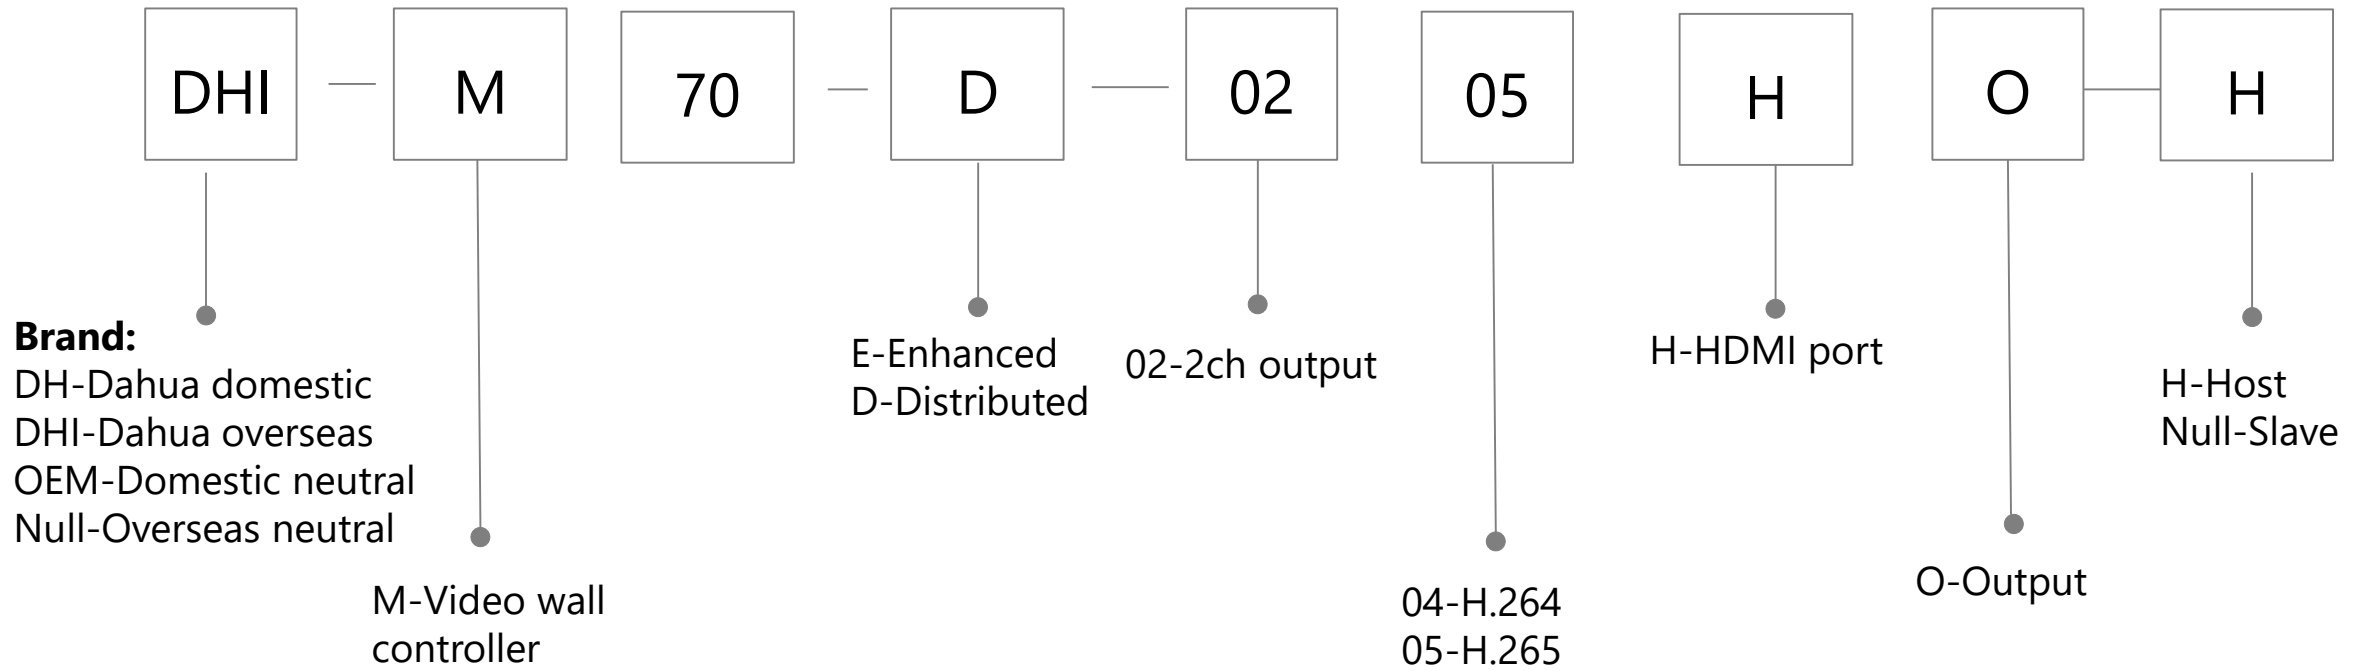 DHI M 70 D 02 05 H O H
Brand:
DH-Dahua domestic
DHI-Dahua overseas
OEM-Domestic neutral
Null-Overseas neutral
M-Video wall
controller
E-Enhanced
D-Distributed
02-2ch output
04-H.264
05-H.265
H-HDMI port
O-Output
H-Host
Null-Slave